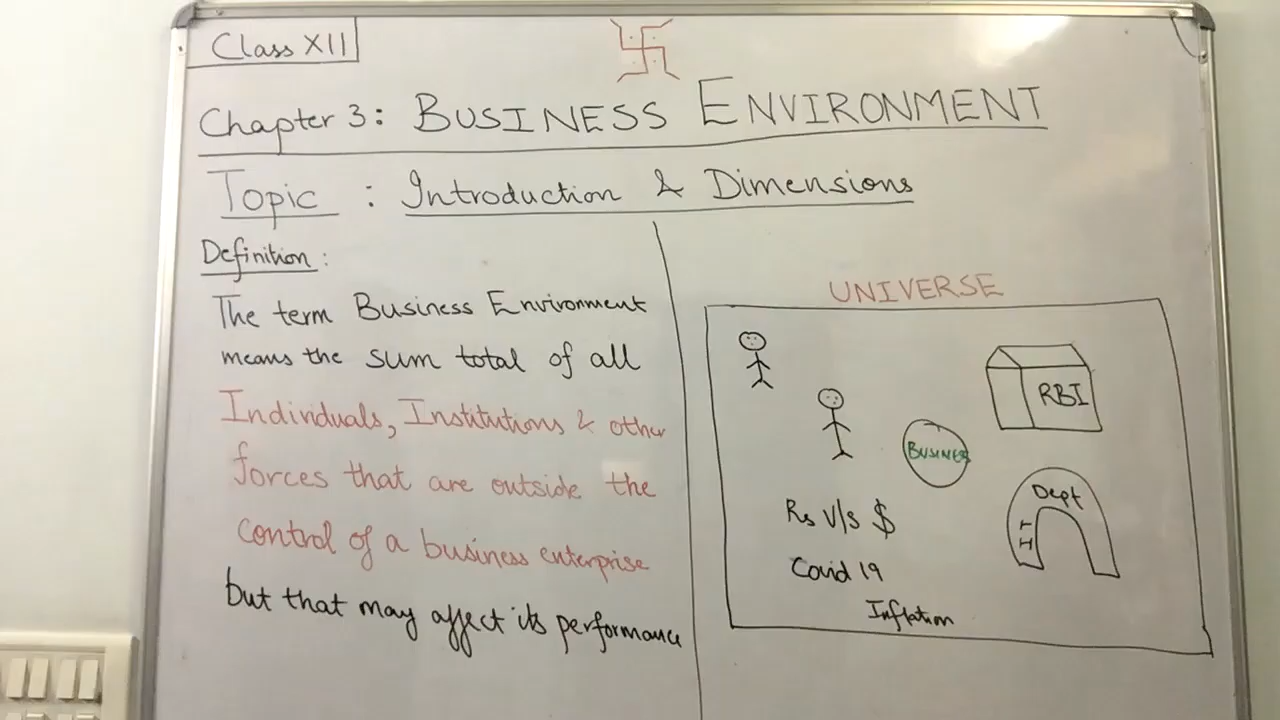 Class XII
Chapter 3: BUSINESS ENVIRONMENT
Topic : Introduction & Dimensions
Definition :
The term Business Environment
means the sum total of all
Individuals, Institutions & other
forces that are outside the
control of a business enterprise
but that may affect its performance
UNIVERSE
RBI
BUSINESS
Dept
IT
Rs V/s $
Covid 19
Inflation